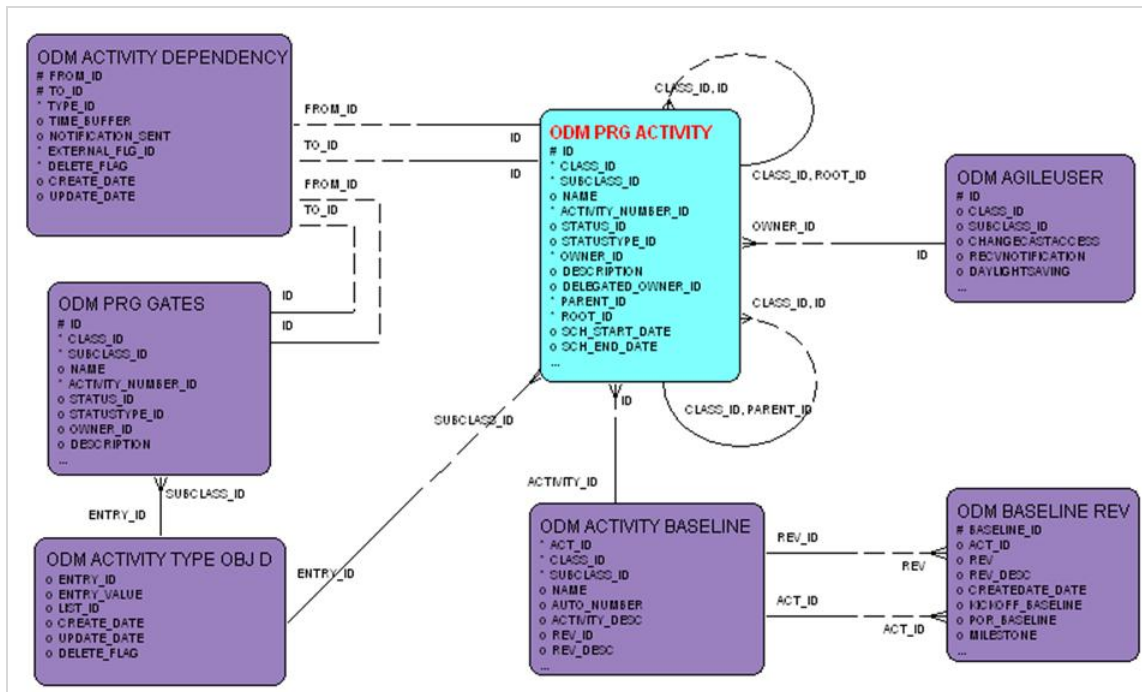 ODM ACTIVITY DEPENDENCY
# FROM_ID
# TO_ID
* TYPE_ID
o TIME_BUFFER
o NOTIFICATION_SENT
* EXTERNAL_FLG_ID
* DELETE_FLAG
o CREATE_DATE
o UPDATE_DATE
FROM_ID
ID
TO_ID
ID
FROM_ID
TO_ID
ID
ID
CLASS_ID, ID
ODM PRG ACTIVITY
# ID
* CLASS_ID
* SUBCLASS_ID
o NAME
* ACTIVITY_NUMBER_ID
o STATUS_ID
o STATUSTYPE_ID
* OWNER_ID
o DESCRIPTION
o DELEGATED_OWNER_ID
* PARENT_ID
* ROOT_ID
o SCH_START_DATE
o SCH_END_DATE
...
CLASS_ID, ROOT_ID
OWNER_ID
ID
ODM AGILEUSER
# ID
o CLASS_ID
o SUBCLASS_ID
o CHANGECASTACCESS
o RECVNOTIFICATION
o DAYLIGHTSAVING
...
CLASS_ID, ID
CLASS_ID, PARENT_ID
ODM PRG GATES
# ID
* CLASS_ID
* SUBCLASS_ID
o NAME
* ACTIVITY_NUMBER_ID
o STATUS_ID
o STATUSTYPE_ID
o OWNER_ID
o DESCRIPTION
...
SUBCLASS_ID
ENTRY_ID
SUBCLASS_ID
ENTRY_ID
ID
ACTIVITY_ID
ODM ACTIVITY TYPE OBJ D
o ENTRY_ID
o ENTRY_VALUE
o LIST_ID
o CREATE_DATE
o UPDATE_DATE
o DELETE_FLAG
ODM ACTIVITY BASELINE
* ACT_ID
* CLASS_ID
* SUBCLASS_ID
o NAME
o AUTO_NUMBER
o ACTIVITY_DESC
o REV_ID
o REV_DESC
...
REV_ID
REV
ACT_ID
ACT_ID
ODM BASELINE REV
# BASELINE_ID
o ACT_ID
o REV
o REV_DESC
o CREATEDATE_DATE
o KICKOFF_BASELINE
o POR_BASELINE
o MILESTONE
...